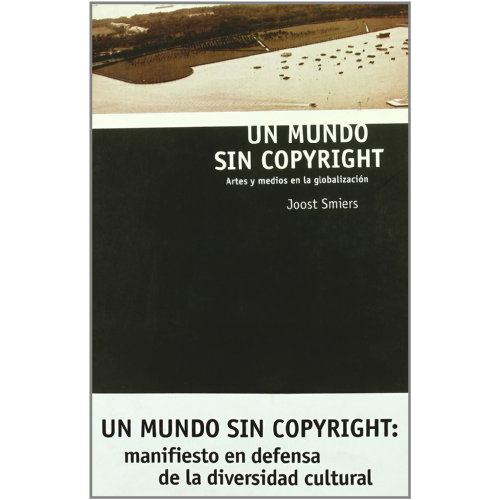 UN MUNDO
SIN COPYRIGHT
Artes y medios en la globalización
Joost Smiers
UN MUNDO SIN COPYRIGHT:
manifiesto en defensa
de la diversidad cultural